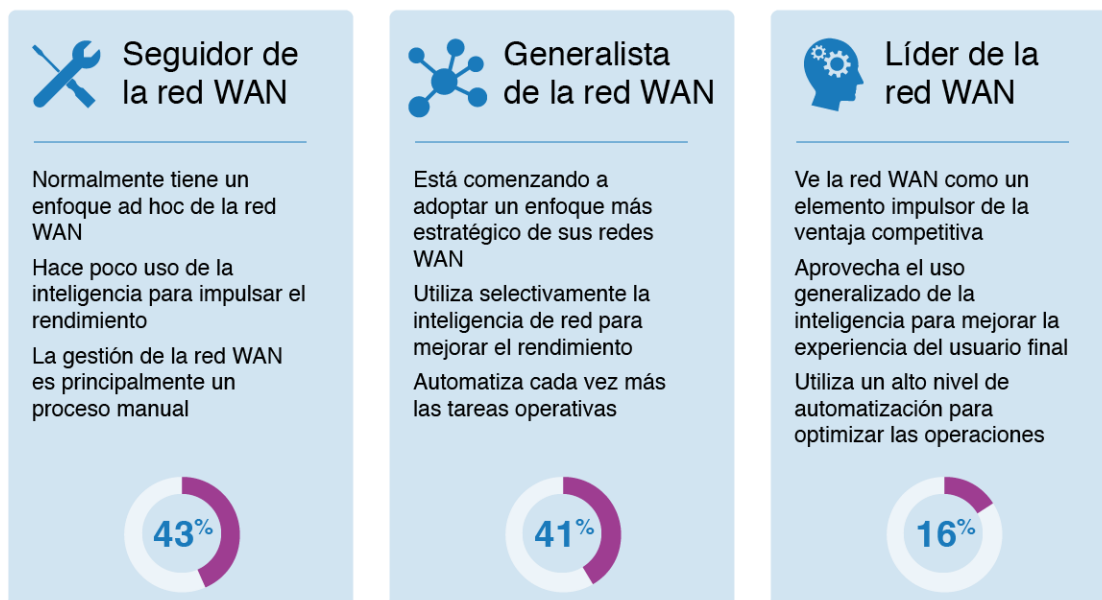 Seguidor de
la red WAN
Normalmente tiene un
enfoque ad hoc de la red
WAN
Hace poco uso de la
inteligencia para impulsar el
rendimiento
La gestión de la red WAN
es principalmente un
proceso manual
43%
Generalista
de la red WAN
Está comenzando a
adoptar un enfoque más
estratégico de sus redes
WAN
Utiliza selectivamente la
inteligencia de red para
mejorar el rendimiento
Automatiza cada vez más
las tareas operativas
41%
Líder de la
red WAN
Ve la red WAN como un
elemento impulsor de la
ventaja competitiva
Aprovecha el uso
generalizado de la
inteligencia para mejorar la
experiencia del usuario final
Utiliza un alto nivel de
automatización para
optimizar las operaciones
16%